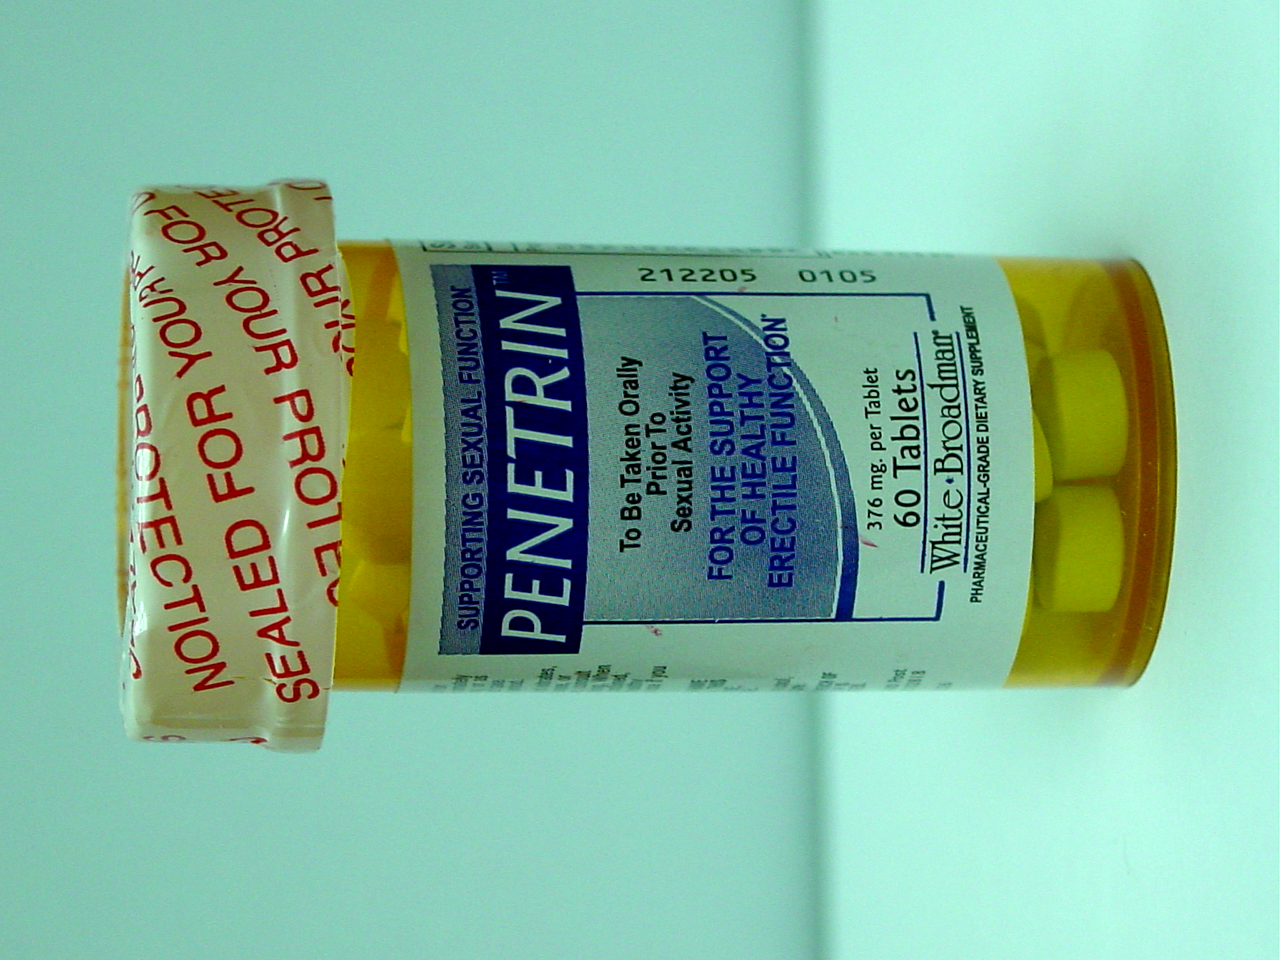 SEALED FOR YOUR PROTECTION
FOR YOUR PROTE
SUPPORTING SEXUAL FUNCTION
PENETRIN™
To Be Taken Orally
Prior To
Sexual Activity
FOR THE SUPPORT
OF HEALTHY
ERECTILE FUNCTION*
376 mg. per Tablet
60 Tablets
White•Broadman
PHARMACEUTICAL-GRADE DIETARY SUPPLEMENT
212205 0105